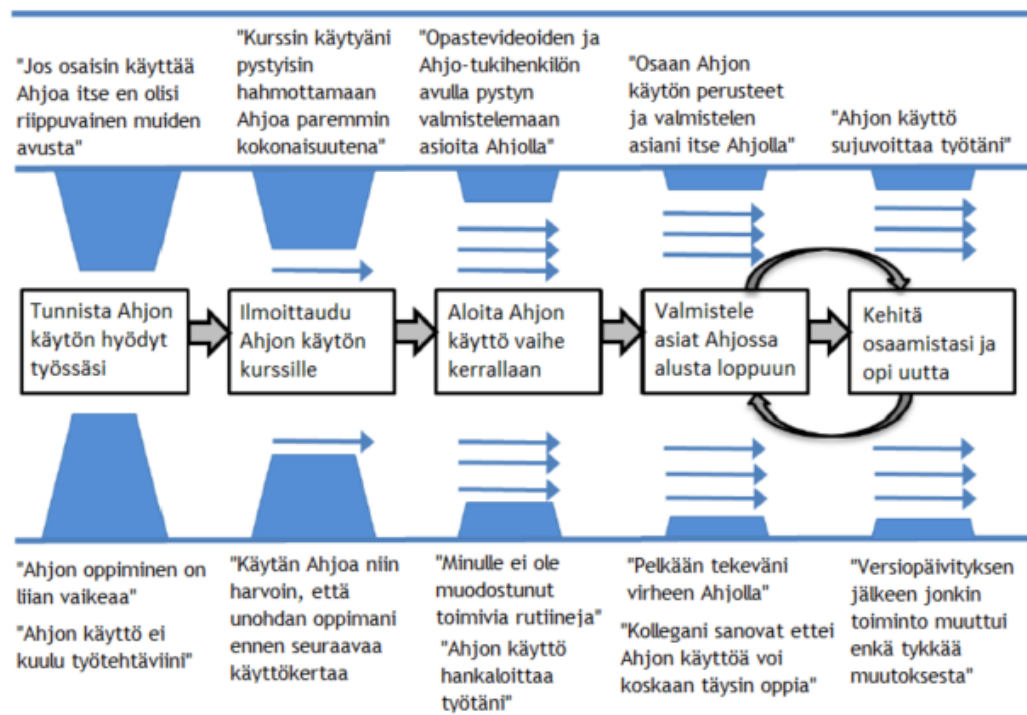 "Jos osaisin käyttää
Ahjoa itse en olisi
riippuvainen muiden
avusta"
"Kurssin käytyäni
pystyisin
hahmottamaan
Ahjoa paremmin
kokonaisuutena"
"Opastevideoiden ja
Ahjo-tukihenkilön
avulla pystyn
valmistelemaan
asioita Ahjolla"
"Osaan Ahjon
käytön perusteet
ja valmistelen
asiani itse Ahjolla"
"Ahjon käyttö
sujuvoittaa työtäni"
Tunnista Ahjon
käytön hyödyt
työssäsi
Ilmoittaudu
Ahjon käytön
kurssille
Aloita Ahjon
käyttö vaihe
kerrallaan
Valmistele
asiat Ahjossa
alusta loppuun
Kehitä
osaamistasi ja
opi uutta
"Ahjon oppiminen on
liian vaikeaa"
"Ahjon käyttö ei
kuulu työtehtäviini"
"Käytän Ahjoa niin
harvoin, että
unohdan oppimani
ennen seuraavaa
käyttökertaa
"Minulle ei ole
muodostunut
toimivia rutiineja"
"Ahjon käyttö
hankaloittaa
työtäni"
"Pelkään tekeväni
virheen Ahjolla"
"Kollegani sanovat ettei
Ahjon käyttöä voi
koskaan täysin oppia"
"Versiopäivityksen
jälkeen jonkin
toiminto muuttui
enkä tykkää
muutoksesta"